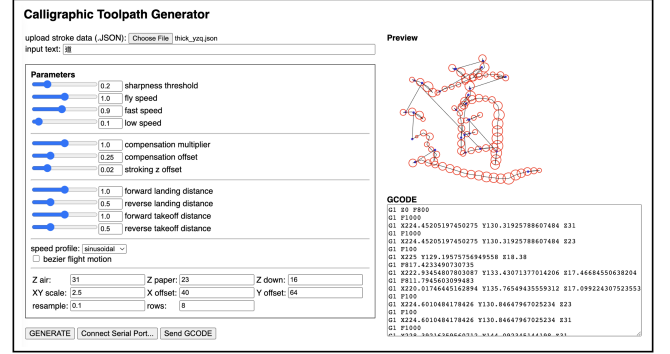 Calligraphic Toolpath Generator
upload stroke data (.JSON): Choose File thick_yzq.json
input text: 道
Parameters
0.2 sharpness threshold
1.0 fly speed
0.9 fast speed
0.1 low speed
1.0 compensation multiplier
0.25 compensation offset
0.02 stroking z offset
1.0 forward landing distance
0.5 reverse landing distance
1.0 forward takeoff distance
0.5 reverse takeoff distance
speed profile: sinusoidal
bezier flight motion
Z air: 31 Z paper: 23 Z down: 16
XY scale: 2.5 X offset: 40 Y offset: 64
resample: 0.1 rows: 8
GENERATE Connect Serial Port... Send GCODE
Preview
GCODE
G1 Z0 F800
G1 F1000
G1 X224.45205197450275 Y130.31925788607484 Z31
G1 F1000
G1 X224.45205197450275 Y130.31925788607484 Z23
G1 F100
G1 X225 Y129.19575756949558 Z18.38
G1 F817.4233490730735
G1 X222.93454807803087 Y133.43071377014206 Z17.46684550638204
G1 F811.7945603099483
G1 X220.01746445162894 Y135.76549435559312 Z17.099224307523553
G1 F100
G1 X224.6010484178426 Y130.84647967025234 Z23
G1 F100
G1 X224.6010484178426 Y130.84647967025234 Z31
G1 F1000